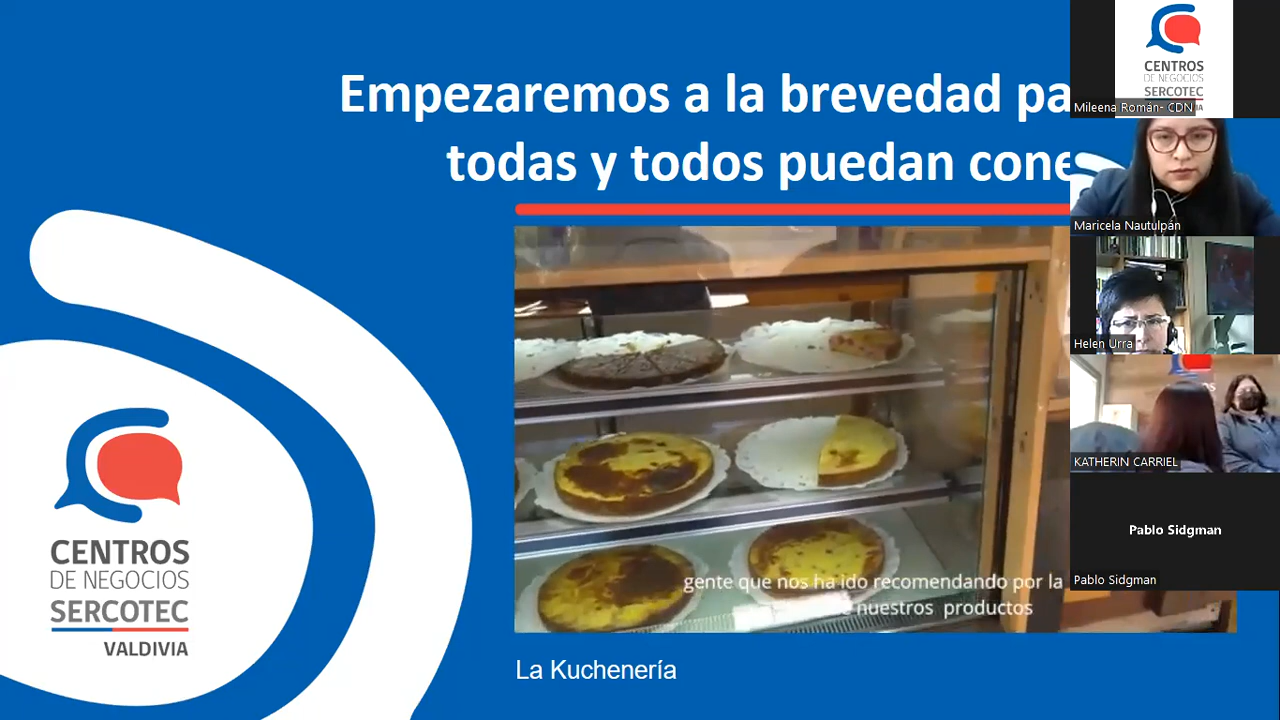 Empezaremos a la brevedad pa
todas y todos puedan cone
gente que nos ha ido recomendando por la
nuestros productos
La Kuchenería
CENTROS
DE NEGOCIOS
SERCOTEC
VALDIVIA
CENTROS
DE NEGOCIOS
SERCOTEC
Mileena Román- CDN
Maricela Nautulpán
Helen Urra
KATHERIN CARRIEL
Pablo Sidgman
Pablo Sidgman